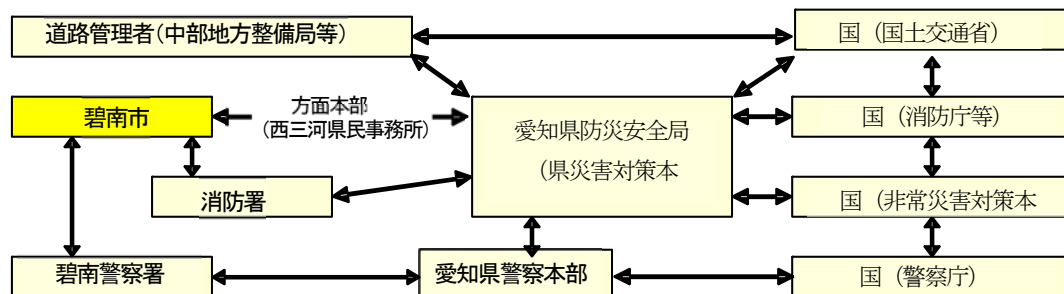 道路管理者（中部地方整備局等）
国（国土交通省）
碧南市
方面本部
（西三河県民事務所）
愛知県防災安全局
（県災害対策本
国（消防庁等）
消防署
国（非常災害対策本
碧南警察署
愛知県警察本部
国（警察庁）